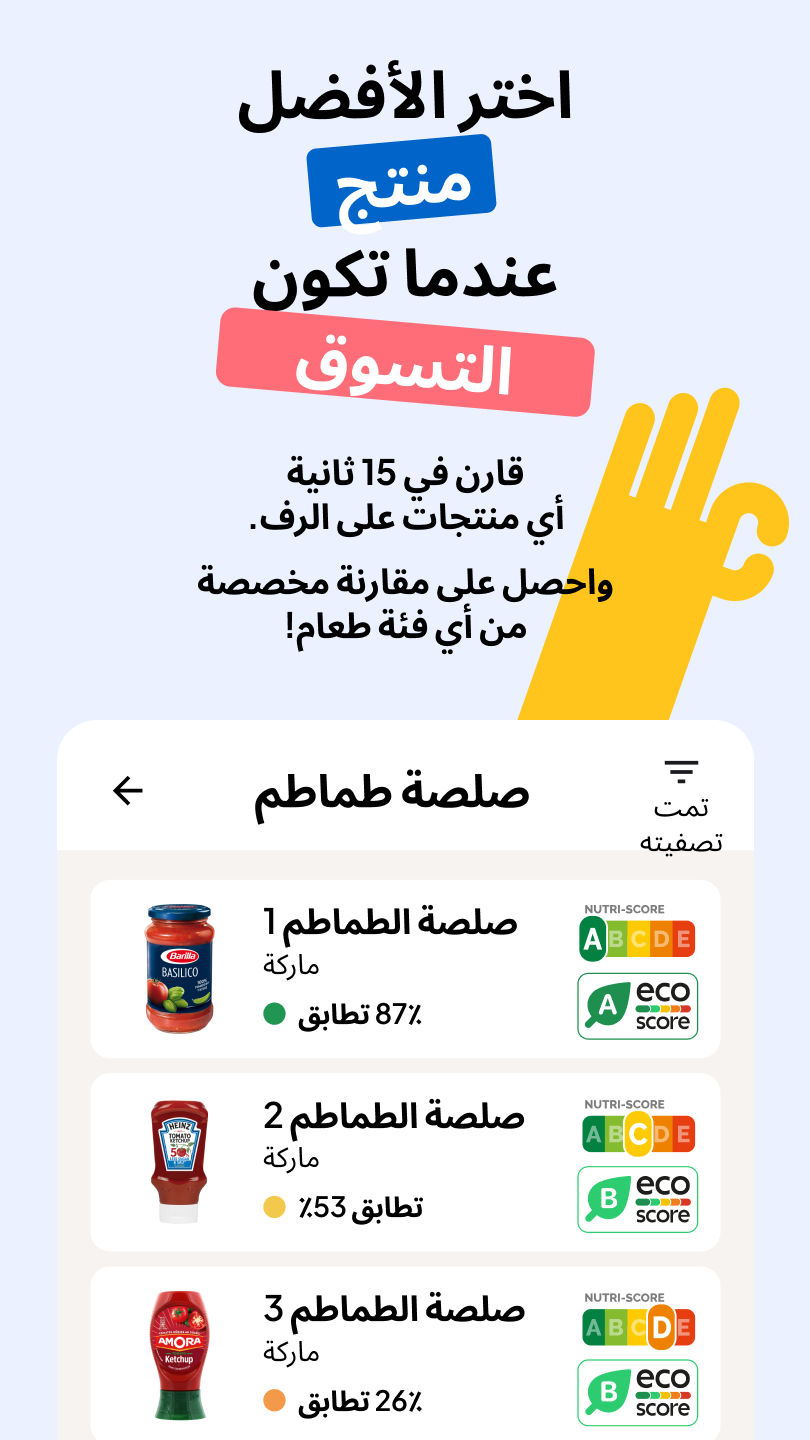 اختر الأفضل
منتج
عندما تكون
التسوق
قارن في 15 ثانية
أي منتجات على الرف.
واحصل على مقارنة مخصصة
من أي فئة طعام!
صلصة طماطم
تمت
تصفيته
صلصة الطماطم 1
ماركة
87٪ تطابق
NUTRI-SCORE
A B C D E
A eco
score
Barilla
BASILICO
صلصة الطماطم 2
ماركة
تطابق 53٪
NUTRI-SCORE
A B C D E
B eco
score
HEINZ
TOMATO
KETCHUP
صلصة الطماطم 3
ماركة
26٪ تطابق
NUTRI-SCORE
A B C D E
B eco
score
AMORA
Ketchup